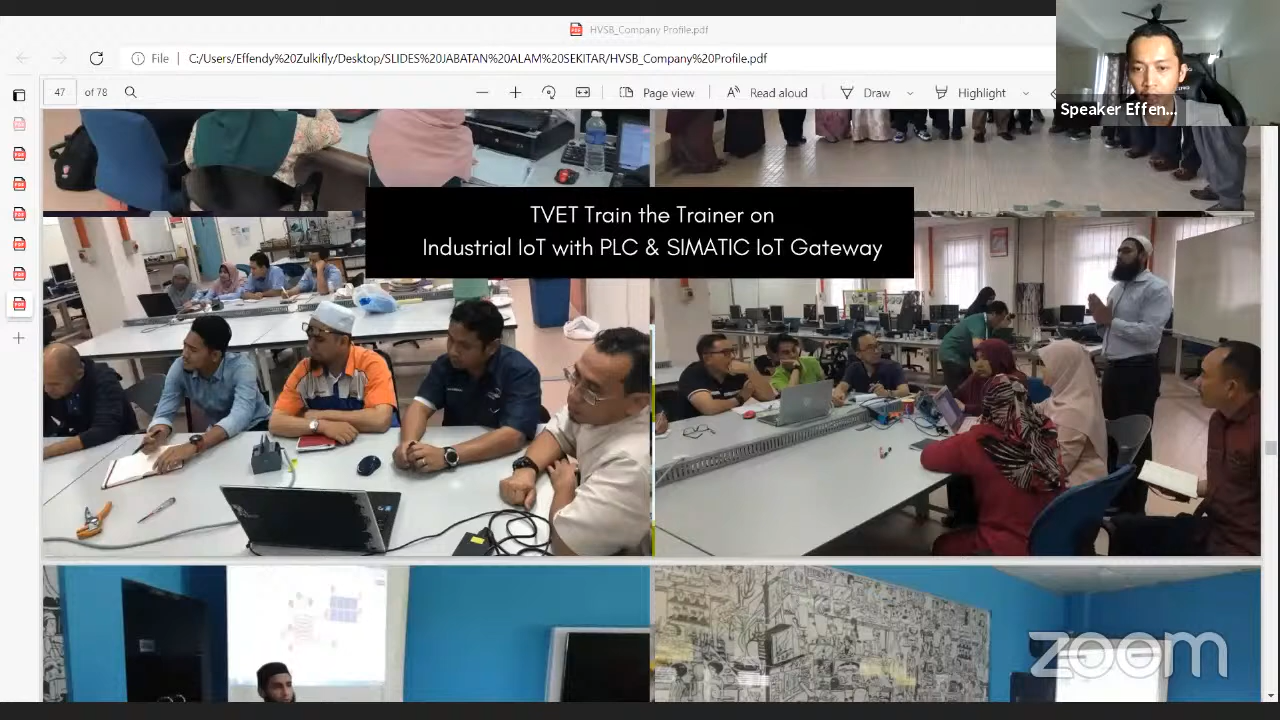 HVSB_Company Profile.pdf
File
C:/Users/Effendy%20Zulkifly/Desktop/SLIDES%20JABATAN%20ALAM%20SEKITAR/HVSB_Company%20Profile.pdf
47 of 78
Page view
Read aloud
Draw
Highlight
Speaker Effen...
TVET Train the Trainer on
Industrial IoT with PLC & SIMATIC IoT Gateway
zoom